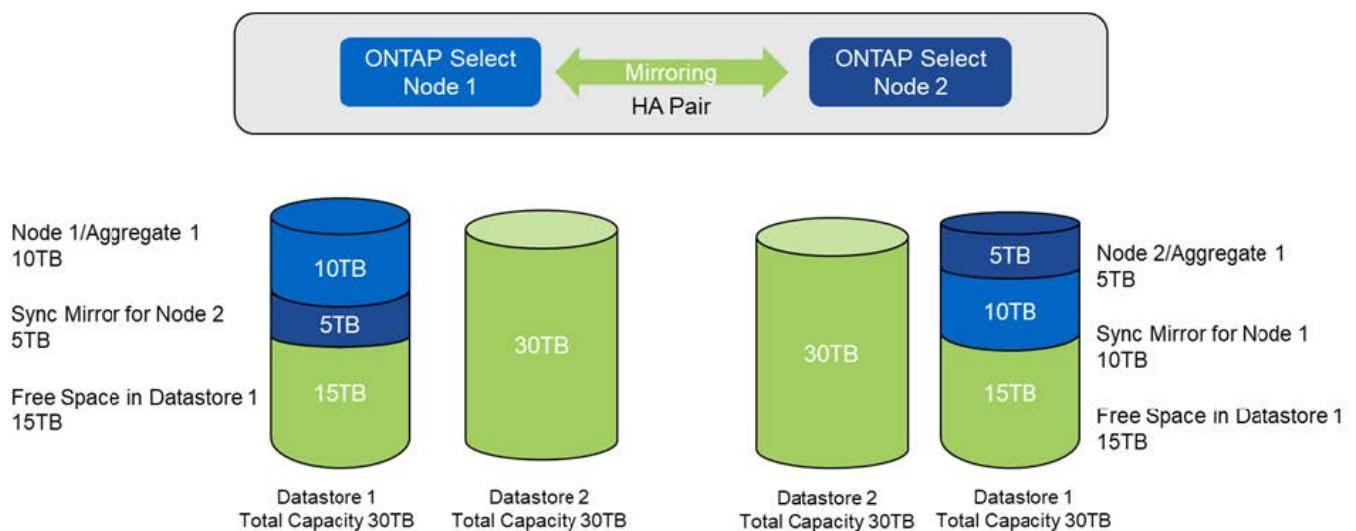 ONTAP Select
Node 1
Mirroring
HA Pair
ONTAP Select
Node 2
Node 1/Aggregate 1
10TB
Sync Mirror for Node 2
5TB
Free Space in Datastore 1
15TB
10TB
5TB
15TB
30TB
30TB
5TB
10TB
15TB
Node 2/Aggregate 1
5TB
Sync Mirror for Node 1
10TB
Free Space in Datastore 1
15TB
Datastore 1
Total Capacity 30TB
Datastore 2
Total Capacity 30TB
Datastore 2
Total Capacity 30TB
Datastore 1
Total Capacity 30TB